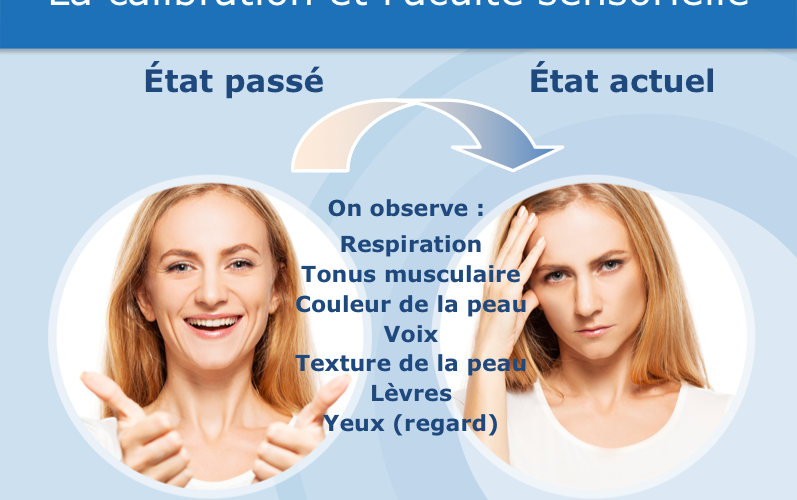 La calibration et l'acuité sensorielle
État passé
État actuel
On observe :
Respiration
Tonus musculaire
Couleur de la peau
Voix
Texture de la peau
Lèvres
Yeux (regard)